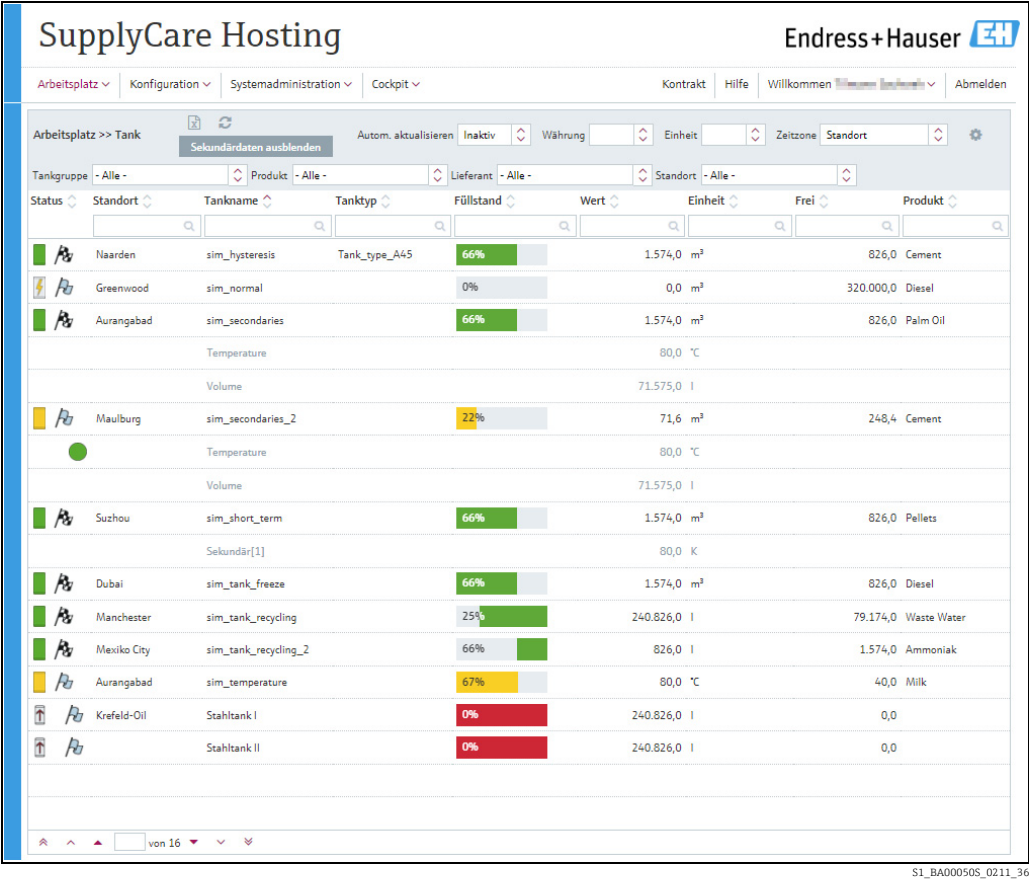 SupplyCare Hosting
Endress+Hauser EH
Arbeitsplatz Konfiguration Systemadministration Cockpit Kontrakt Hilfe Willkommen Abmelden
Arbeitsplatz >> Tank Autom. aktualisieren Inaktiv Währung Einheit Zeitzone Standort
Sekundärdaten ausblenden
Tankgruppe - Alle - Produkt - Alle - Lieferant - Alle - Standort - Alle -
Status Standort Tankname Tanktyp Füllstand Wert Einheit Frei Produkt
Naarden sim_hysteresis Tank_type_A45 66% 1.574,0 m³ 826,0 Cement
Greenwood sim_normal 0% 0,0 m³ 320.000,0 Diesel
Aurangabad sim_secondaries 66% 1.574,0 m³ 826,0 Palm Oil
Temperature 80,0 °C
Volume 71.575,0 l
Maulburg sim_secondaries_2 22% 71,6 m³ 248,4 Cement
Temperature 80,0 °C
Volume 71.575,0 l
Suzhou sim_short_term 66% 1.574,0 m³ 826,0 Pellets
Sekundär[1] 80,0 K
Dubai sim_tank_freeze 66% 1.574,0 m³ 826,0 Diesel
Manchester sim_tank_recycling 25% 240.826,0 l 79.174,0 Waste Water
Mexiko City sim_tank_recycling_2 66% 826,0 l 1.574,0 Ammoniak
Aurangabad sim_temperature 67% 80,0 °C 40,0 Milk
Krefeld-Oil Stahltank I 0% 240.826,0 l 0,0
Stahltank II 0% 240.826,0 l 0,0
von 16
S1_BA00050S_0211_36